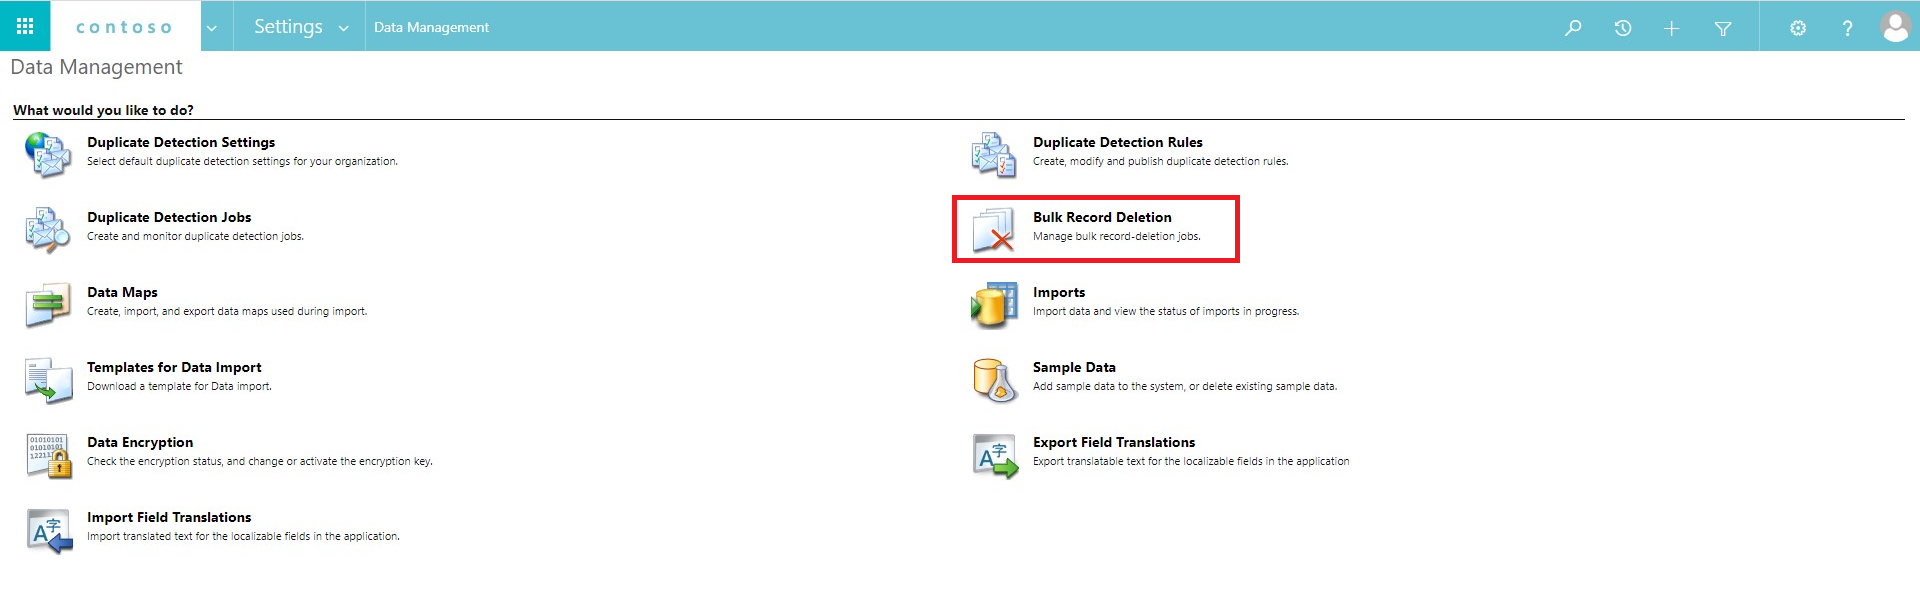 contoso
Settings
Data Management
Data Management
What would you like to do?
Duplicate Detection Settings
Select default duplicate detection settings for your organization.
Duplicate Detection Rules
Create, modify and publish duplicate detection rules.
Duplicate Detection Jobs
Create and monitor duplicate detection jobs.
Bulk Record Deletion
Manage bulk record-deletion jobs.
Data Maps
Create, import, and export data maps used during import.
Imports
Import data and view the status of imports in progress.
Templates for Data Import
Download a template for Data import.
Sample Data
Add sample data to the system, or delete existing sample data.
Data Encryption
Check the encryption status, and change or activate the encryption key.
Export Field Translations
Export translatable text for the localizable fields in the application
Import Field Translations
Import translated text for the localizable fields in the application.